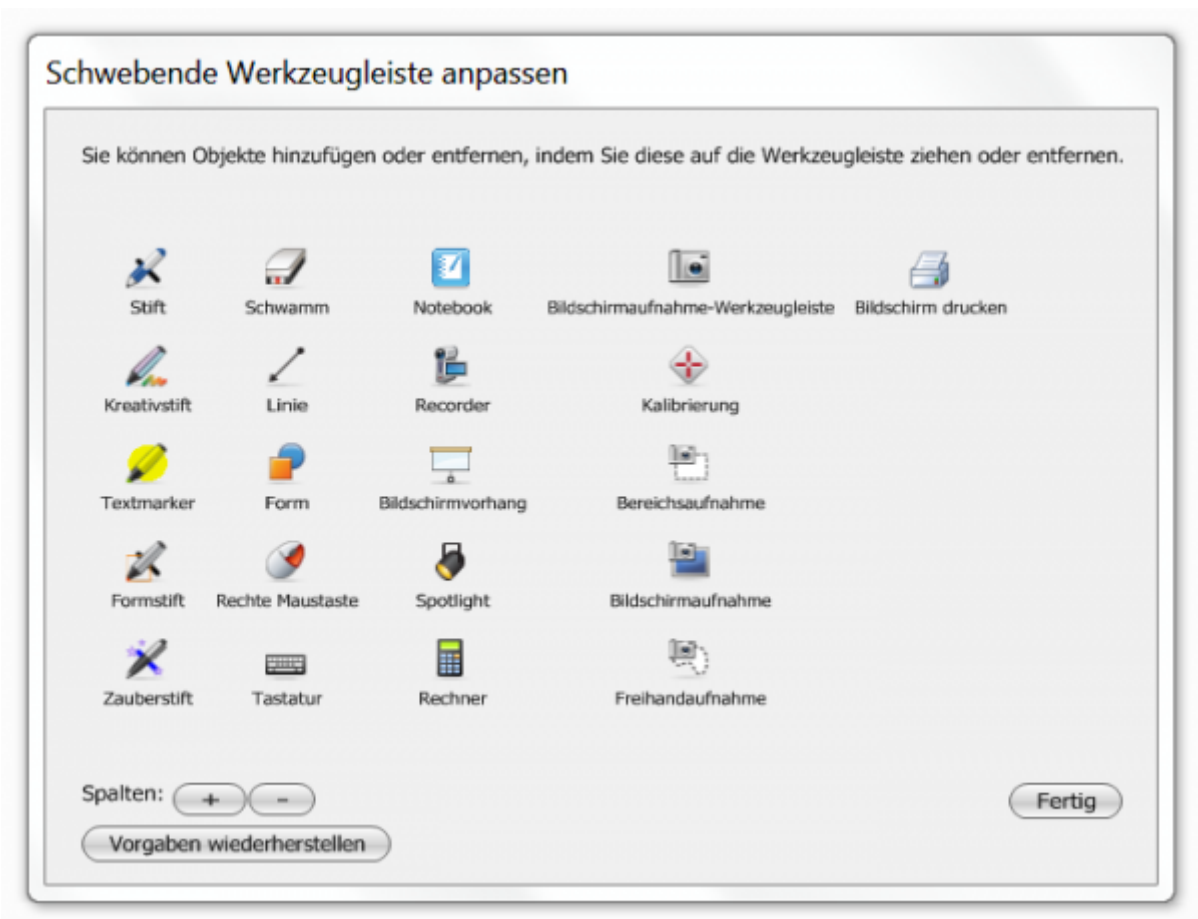 Schwebende Werkzeugleiste anpassen
Sie können Objekte hinzufügen oder entfernen, indem Sie diese auf die Werkzeugleiste ziehen oder entfernen.
Stift Schwamm Notebook Bildschirmaufnahme-Werkzeugleiste Bildschirm drucken
Kreativstift Linie Recorder Kalibrierung
Textmarker Form Bildschirmvorhang Bereichsaufnahme
Formstift Rechte Maustaste Spotlight Bildschirmaufnahme
Zauberstift Tastatur Rechner Freihandaufnahme
Spalten: + - Fertig
Vorgaben wiederherstellen